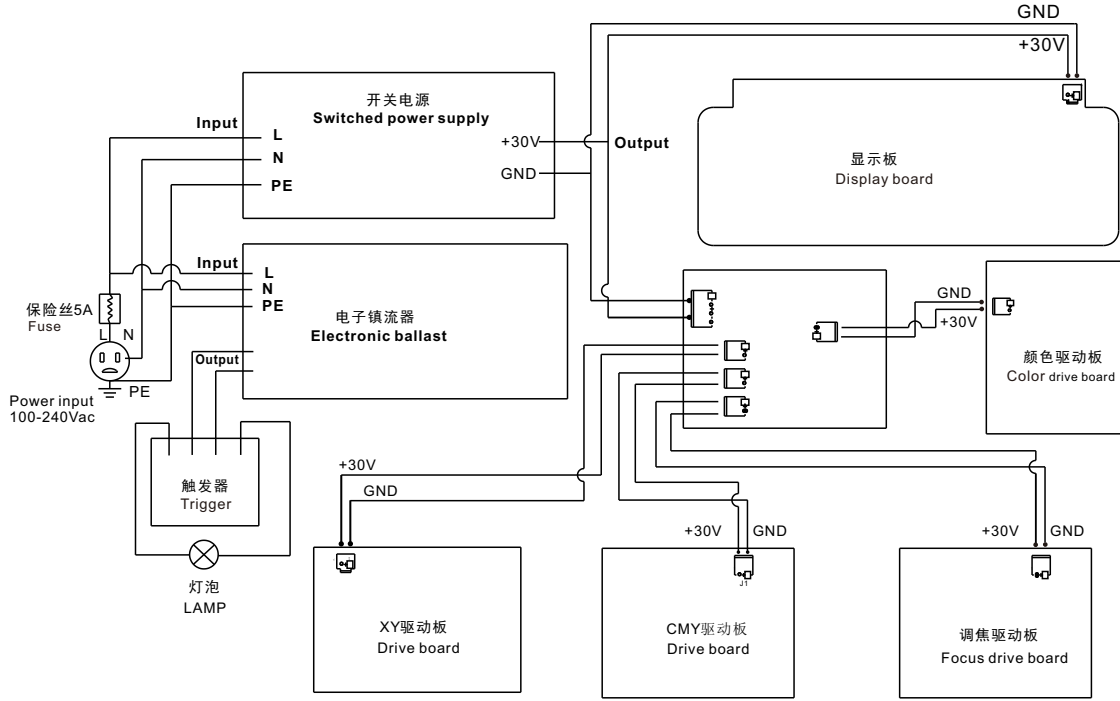 GND
+30V
开关电源
Switched power supply
Input
L
N
PE
+30V
GND
Output
显示板
Display board
Input
L
N
PE
电子镇流器
Electronic ballast
Output
保险丝5A
Fuse
L N
PE
Power input
100-240Vac
GND
+30V
颜色驱动板
Color drive board
触发器
Trigger
灯泡
LAMP
+30V
GND
XY驱动板
Drive board
+30V GND
J1
CMY驱动板
Drive board
+30V GND
调焦驱动板
Focus drive board